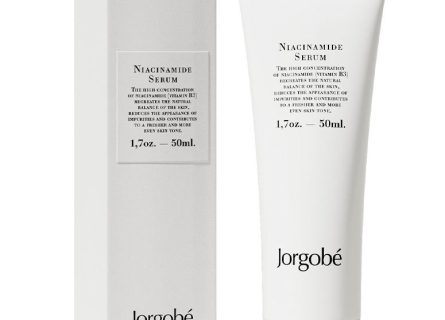 Niacinamide
Serum
The high concentration
of niacinamide (vitamin B3)
recreates the natural
balance of the skin,
reduces the appearance of
impurities and contributes
to a fresher and more
even skin tone.
1,7oz. — 50ml.
Jorgobé
Niacinamide
Serum
The high concentration
of niacinamide (vitamin B3)
recreates the natural
balance of the skin,
reduces the appearance of
impurities and contributes
to a fresher and more
even skin tone.
1,7oz. — 50ml.
Jorgobé